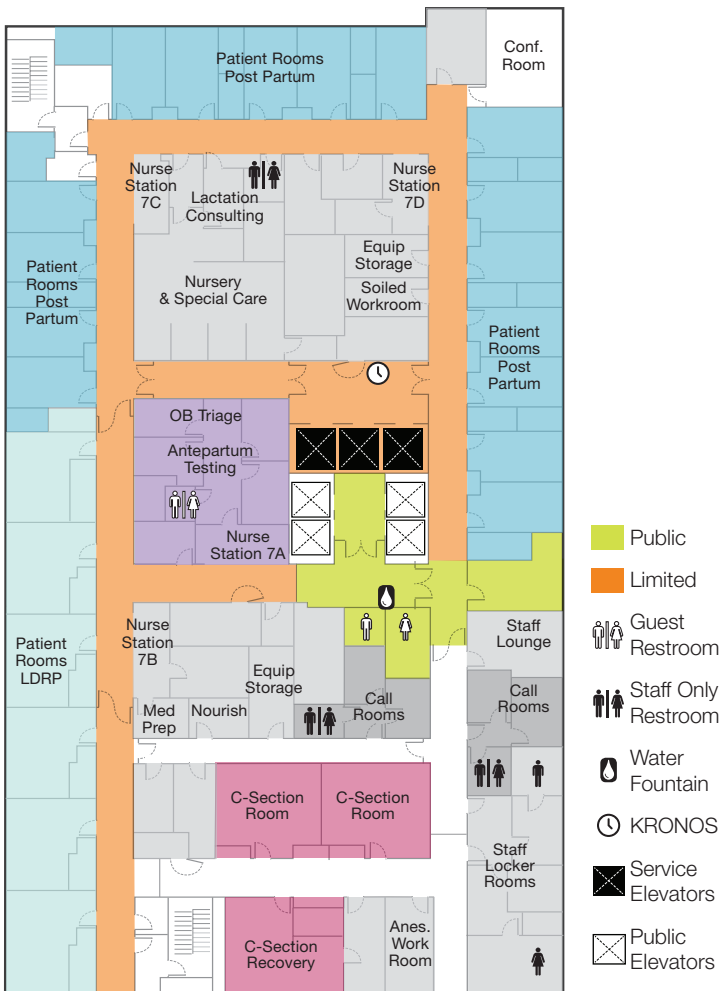 Patient Rooms
Post Partum
Conf.
Room
Nurse
Station
7C
Lactation
Consulting
Nurse
Station
7D
Equip
Storage
Soiled
Workroom
Nursery
& Special Care
Patient
Rooms
Post
Partum
Patient
Rooms
Post
Partum
OB Triage
Antepartum
Testing
Nurse
Station 7A
Nurse
Station
7B
Equip
Storage
Med
Prep
Nourish
Call
Rooms
Patient
Rooms
LDRP
Staff
Lounge
Call
Rooms
C-Section
Room
C-Section
Room
Staff
Locker
Rooms
C-Section
Recovery
Anes.
Work
Room
Public
Limited
Guest
Restroom
Staff Only
Restroom
Water
Fountain
KRONOS
Service
Elevators
Public
Elevators